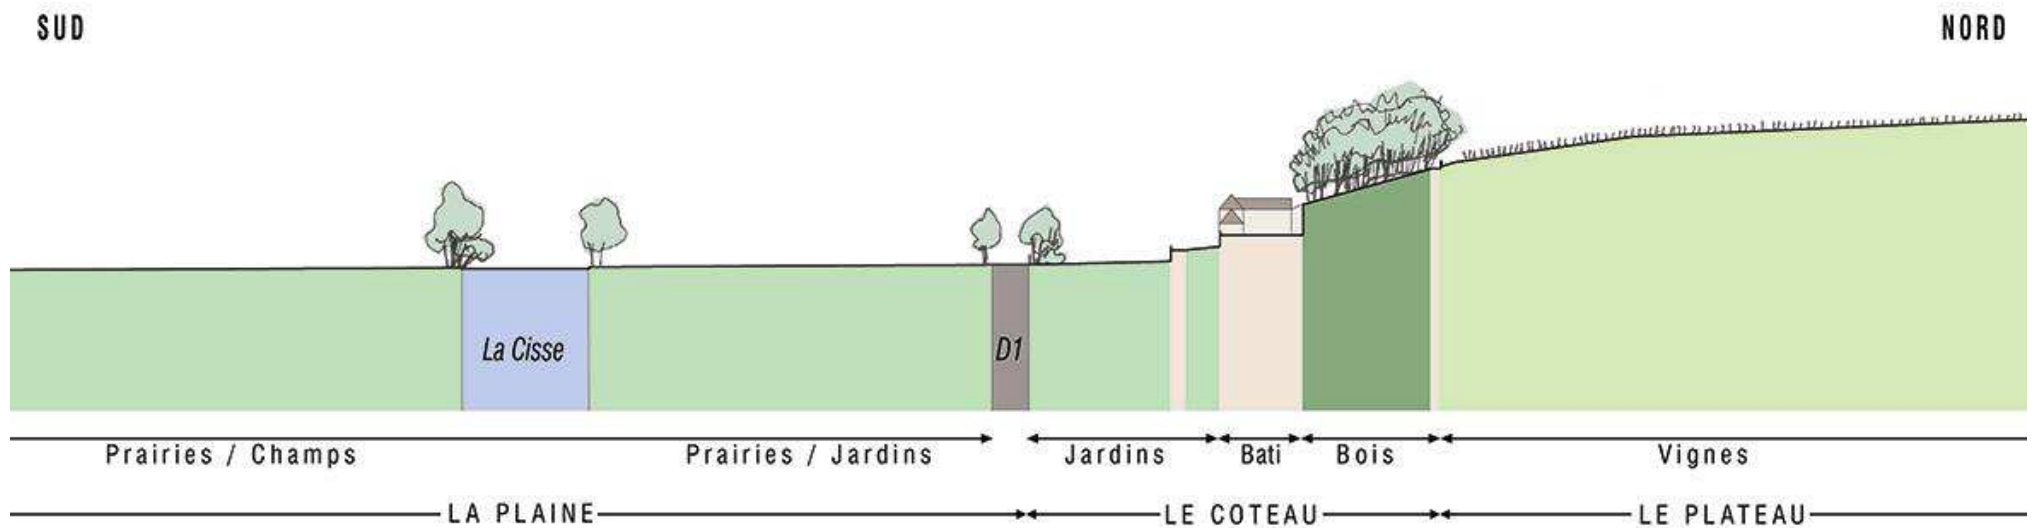 SUD NORD
La Cisse D1
Prairies / Champs Prairies / Jardins Jardins Bati Bois Vignes
LA PLAINE LE COTEAU LE PLATEAU